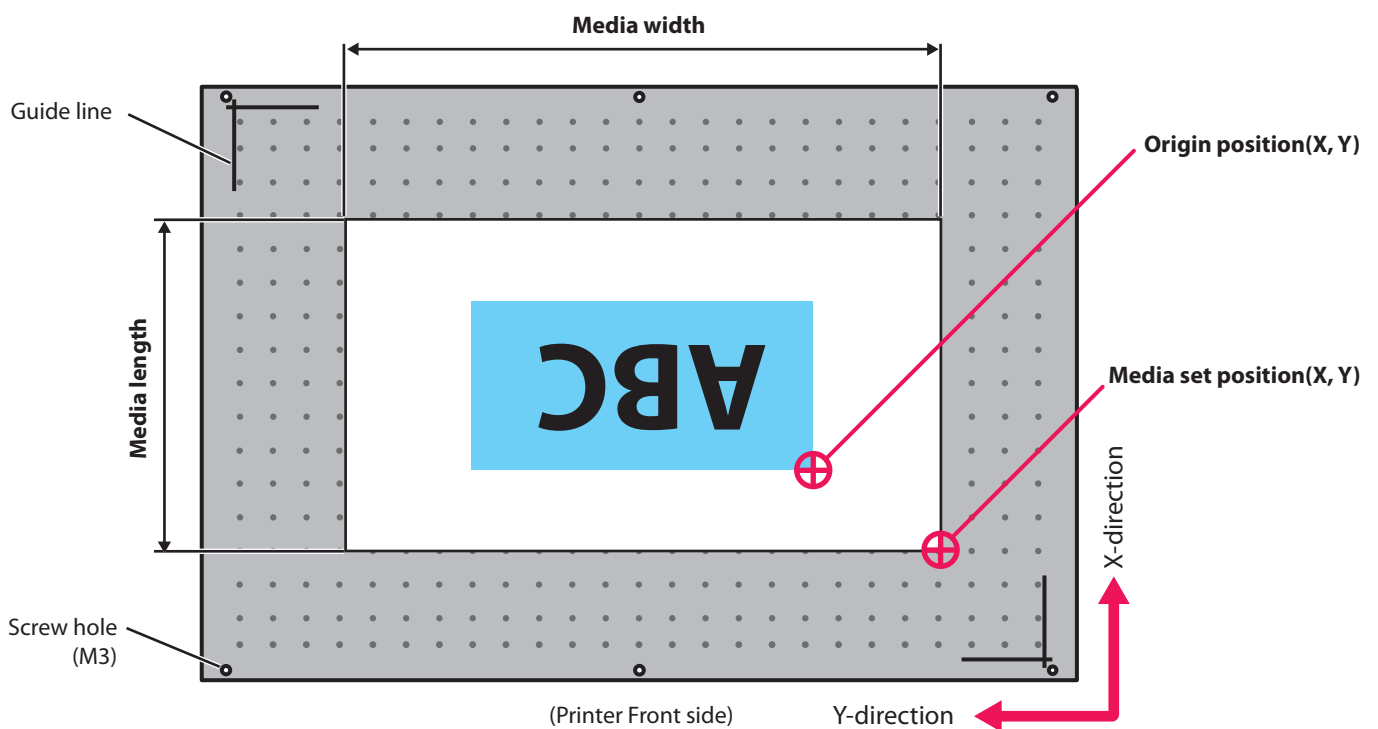 Media width
Guide line
Origin position(X, Y)
Media length
ABC
Media set position(X, Y)
X-direction
Screw hole
(M3)
(Printer Front side)
Y-direction